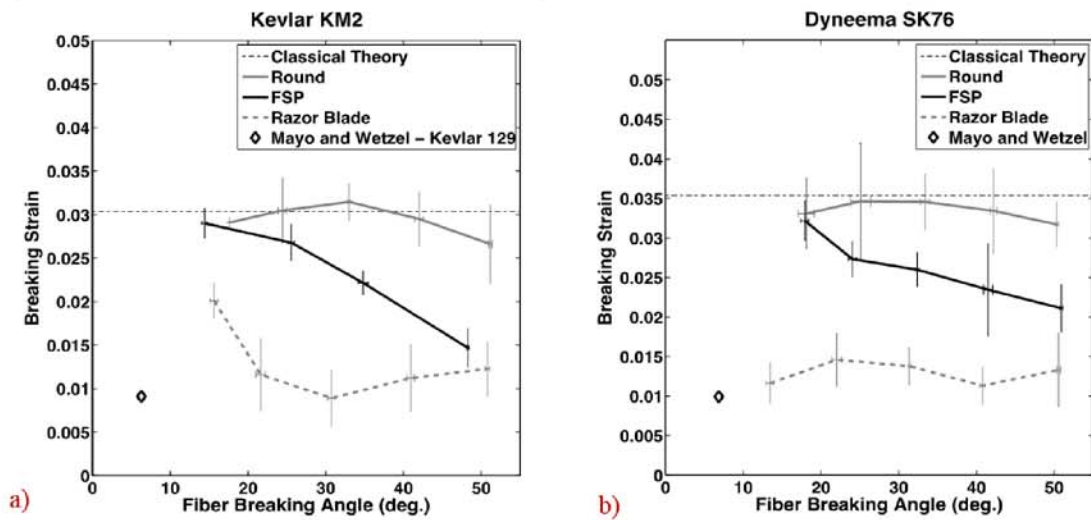 Kevlar KM2
0.05
0.045
0.04
0.035
0.03
0.025
0.02
0.015
0.01
0.005
0
Breaking Strain
Classical Theory
Round
FSP
Razor Blade
Mayo and Wetzel – Kevlar 129
0 10 20 30 40 50
Fiber Breaking Angle (deg.)
a)
Dyneema SK76
0.05
0.045
0.04
0.035
0.03
0.025
0.02
0.015
0.01
0.005
0
Breaking Strain
Classical Theory
Round
FSP
Razor Blade
Mayo and Wetzel
0 10 20 30 40 50
Fiber Breaking Angle (deg.)
b)